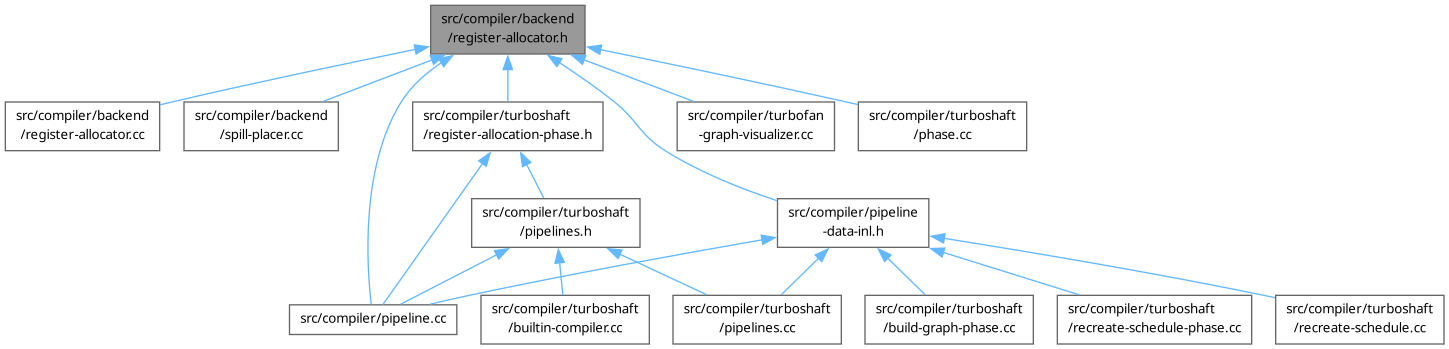 src/compiler/backend
/register-allocator.h
src/compiler/backend
/register-allocator.cc
src/compiler/backend
/spill-placer.cc
src/compiler/turboshaft
/register-allocation-phase.h
src/compiler/turbofan
-graph-visualizer.cc
src/compiler/turboshaft
/phase.cc
src/compiler/turboshaft
/pipelines.h
src/compiler/pipeline
-data-inl.h
src/compiler/pipeline.cc
src/compiler/turboshaft
/builtin-compiler.cc
src/compiler/turboshaft
/pipelines.cc
src/compiler/turboshaft
/build-graph-phase.cc
src/compiler/turboshaft
/recreate-schedule-phase.cc
src/compiler/turboshaft
/recreate-schedule.cc